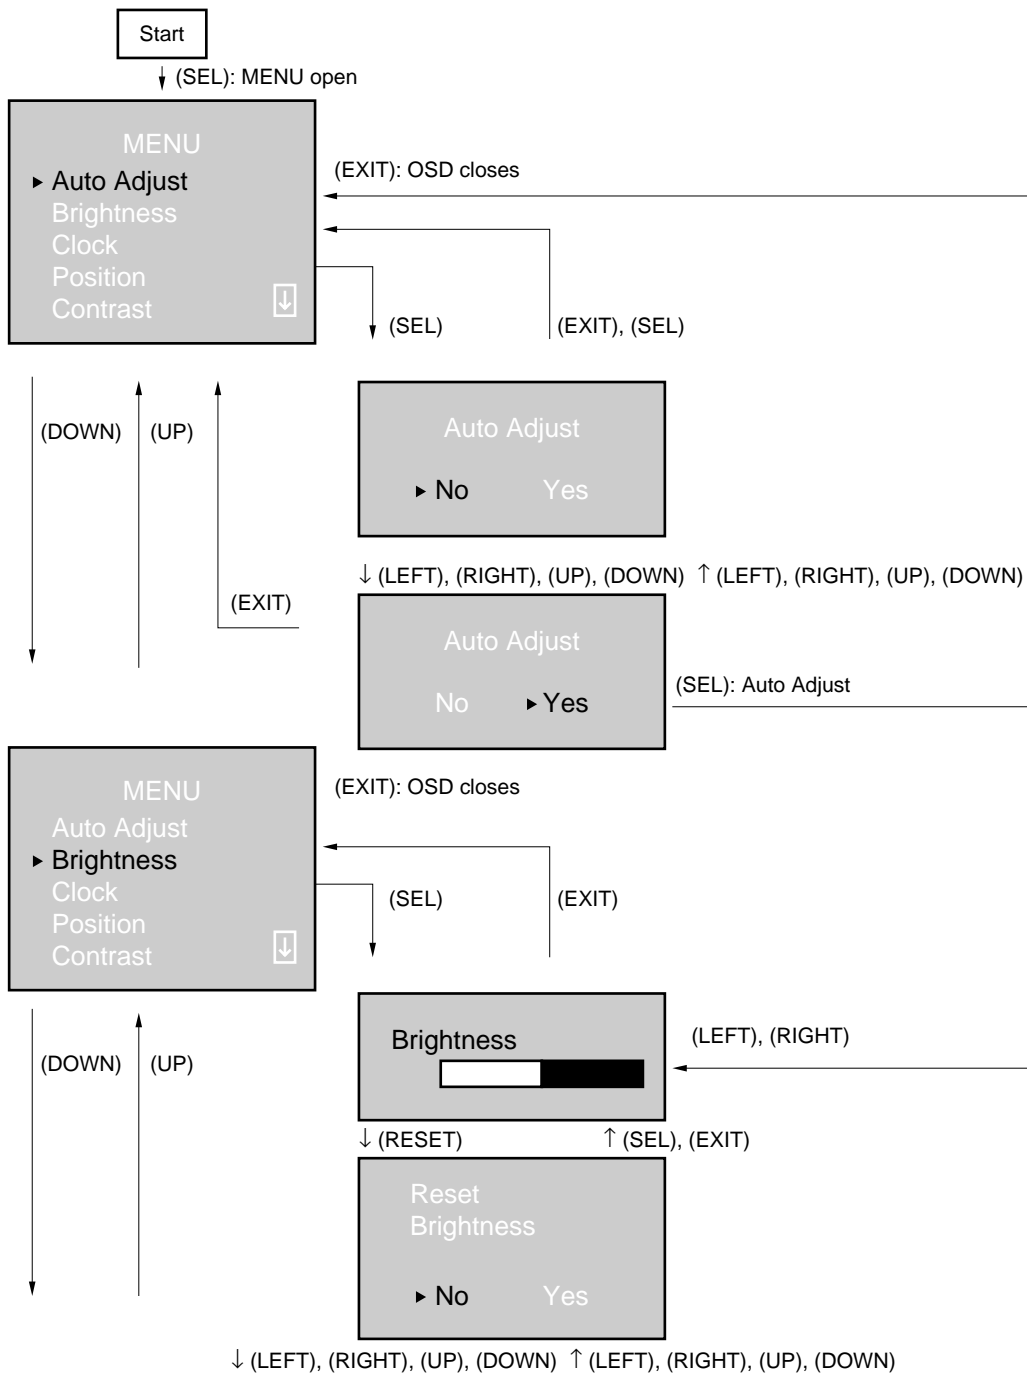 Start
(SEL): MENU open
MENU
Auto Adjust
Brightness
Clock
Position
Contrast
(EXIT): OSD closes
(SEL)
(EXIT), (SEL)
(DOWN)
(UP)
(EXIT)
Auto Adjust
No Yes
↓ (LEFT), (RIGHT), (UP), (DOWN) ↑ (LEFT), (RIGHT), (UP), (DOWN)
Auto Adjust
No Yes
(SEL): Auto Adjust
MENU
Auto Adjust
Brightness
Clock
Position
Contrast
(EXIT): OSD closes
(SEL)
(EXIT)
(DOWN)
(UP)
Brightness
(LEFT), (RIGHT)
↓ (RESET) ↑ (SEL), (EXIT)
Reset
Brightness
No Yes
↓ (LEFT), (RIGHT), (UP), (DOWN) ↑ (LEFT), (RIGHT), (UP), (DOWN)